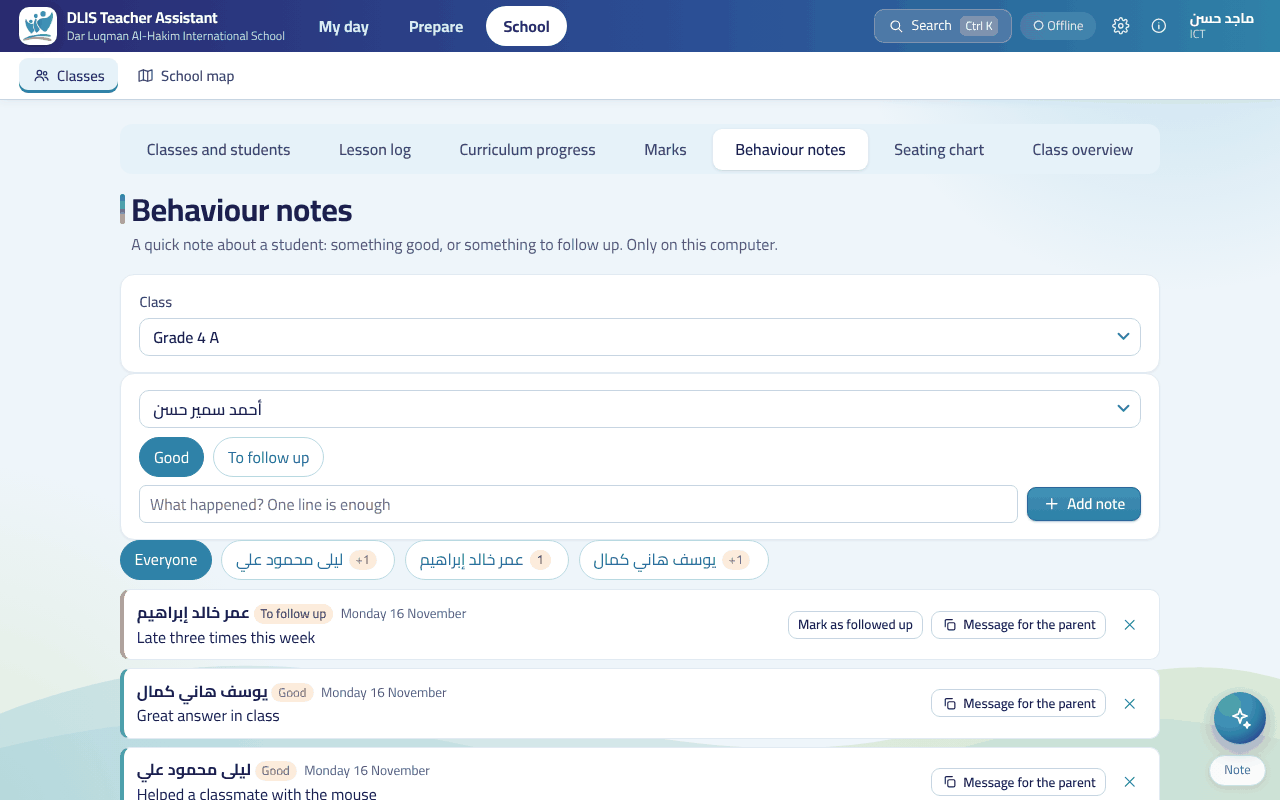 DLIS Teacher Assistant
Dar Luqman Al-Hakim International School
My day
Prepare
School
Search
Ctrl K
Offline
ماجد حسن
ICT
Classes
School map
Classes and students
Lesson log
Curriculum progress
Marks
Behaviour notes
Seating chart
Class overview
Behaviour notes
A quick note about a student: something good, or something to follow up. Only on this computer.
Class
Grade 4 A
أحمد سمير حسن
Good
To follow up
What happened? One line is enough
Add note
Everyone
ليلى محمود علي +1
عمر خالد إبراهيم 1
يوسف هاني كمال +1
عمر خالد إبراهيم To follow up Monday 16 November
Late three times this week
Mark as followed up
Message for the parent
يوسف هاني كمال Good Monday 16 November
Great answer in class
Message for the parent
ليلى محمود علي Good Monday 16 November
Helped a classmate with the mouse
Message for the parent
Note